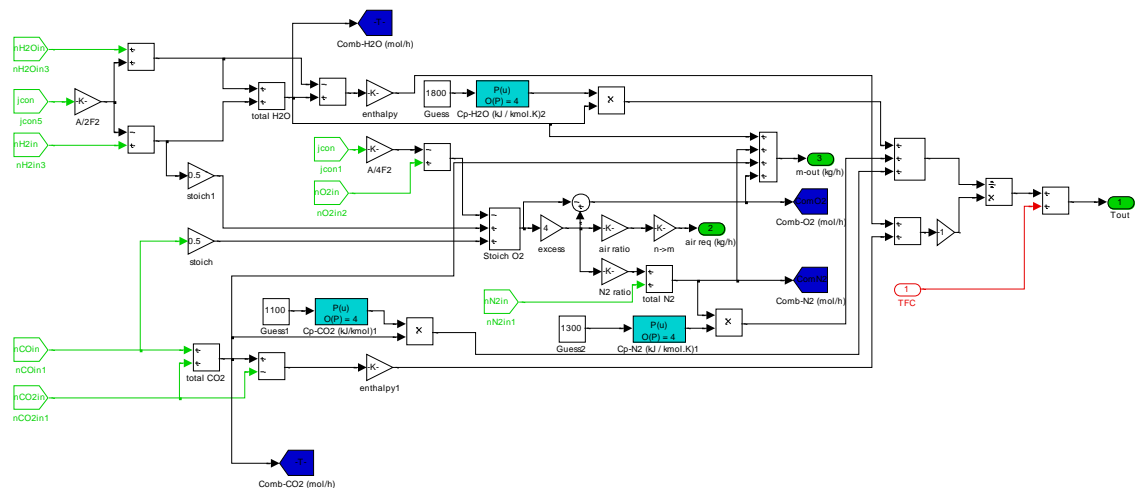 Comb-H2O (mol/h)
nH2Oin
nH2Oin3
jcon
jcon5
-K-
A/2F2
nH2in
nH2in3
total H2O
-K-
enthalpy
1800
Guess
P(u)
O(P) = 4
Cp-H2O (kJ / kmol.K)2
×
jcon
jcon1
-K-
A/4F2
nO2in
nO2in2
0.5
stoich1
0.5
stoich
Stoich O2
4
excess
-K-
air ratio
-K-
n->m
2
air req (kg/h)
3
m-out (kg/h)
Comb-O2 (mol/h)
-K-
N2 ratio
total N2
nN2in
nN2in1
Comb-N2 (mol/h)
-1
÷
×
1
Tout
1
TFC
1100
Guess1
P(u)
O(P) = 4
Cp-CO2 (kJ/kmol)1
×
1300
Guess2
P(u)
O(P) = 4
Cp-N2 (kJ / kmol.K)1
×
nCOin
nCOin1
total CO2
nCO2in
nCO2in1
-K-
enthalpy1
Comb-CO2 (mol/h)